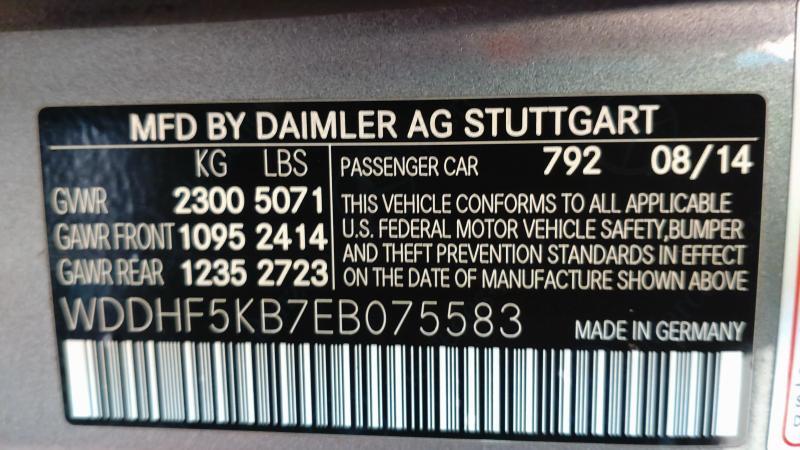 MFD BY DAIMLER AG STUTTGART
KG LBS
GVWR 2300 5071
GAWR FRONT 1095 2414
GAWR REAR 1235 2723
PASSENGER CAR 792 08/14
THIS VEHICLE CONFORMS TO ALL APPLICABLE
U.S. FEDERAL MOTOR VEHICLE SAFETY,BUMPER
AND THEFT PREVENTION STANDARDS IN EFFECT
ON THE DATE OF MANUFACTURE SHOWN ABOVE
WDDHF5KB7EB075583
MADE IN GERMANY